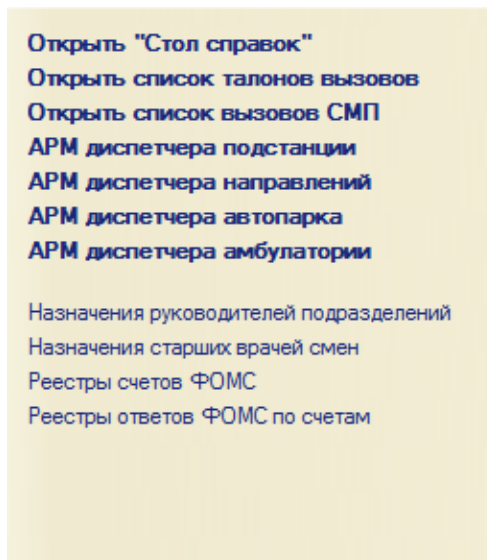 Открыть "Стол справок"
Открыть список талонов вызовов
Открыть список вызовов СМП
АРМ диспетчера подстанции
АРМ диспетчера направлений
АРМ диспетчера автопарка
АРМ диспетчера амбулатории
Назначения руководителей подразделений
Назначения старших врачей смен
Реестры счетов ФОМС
Реестры ответов ФОМС по счетам